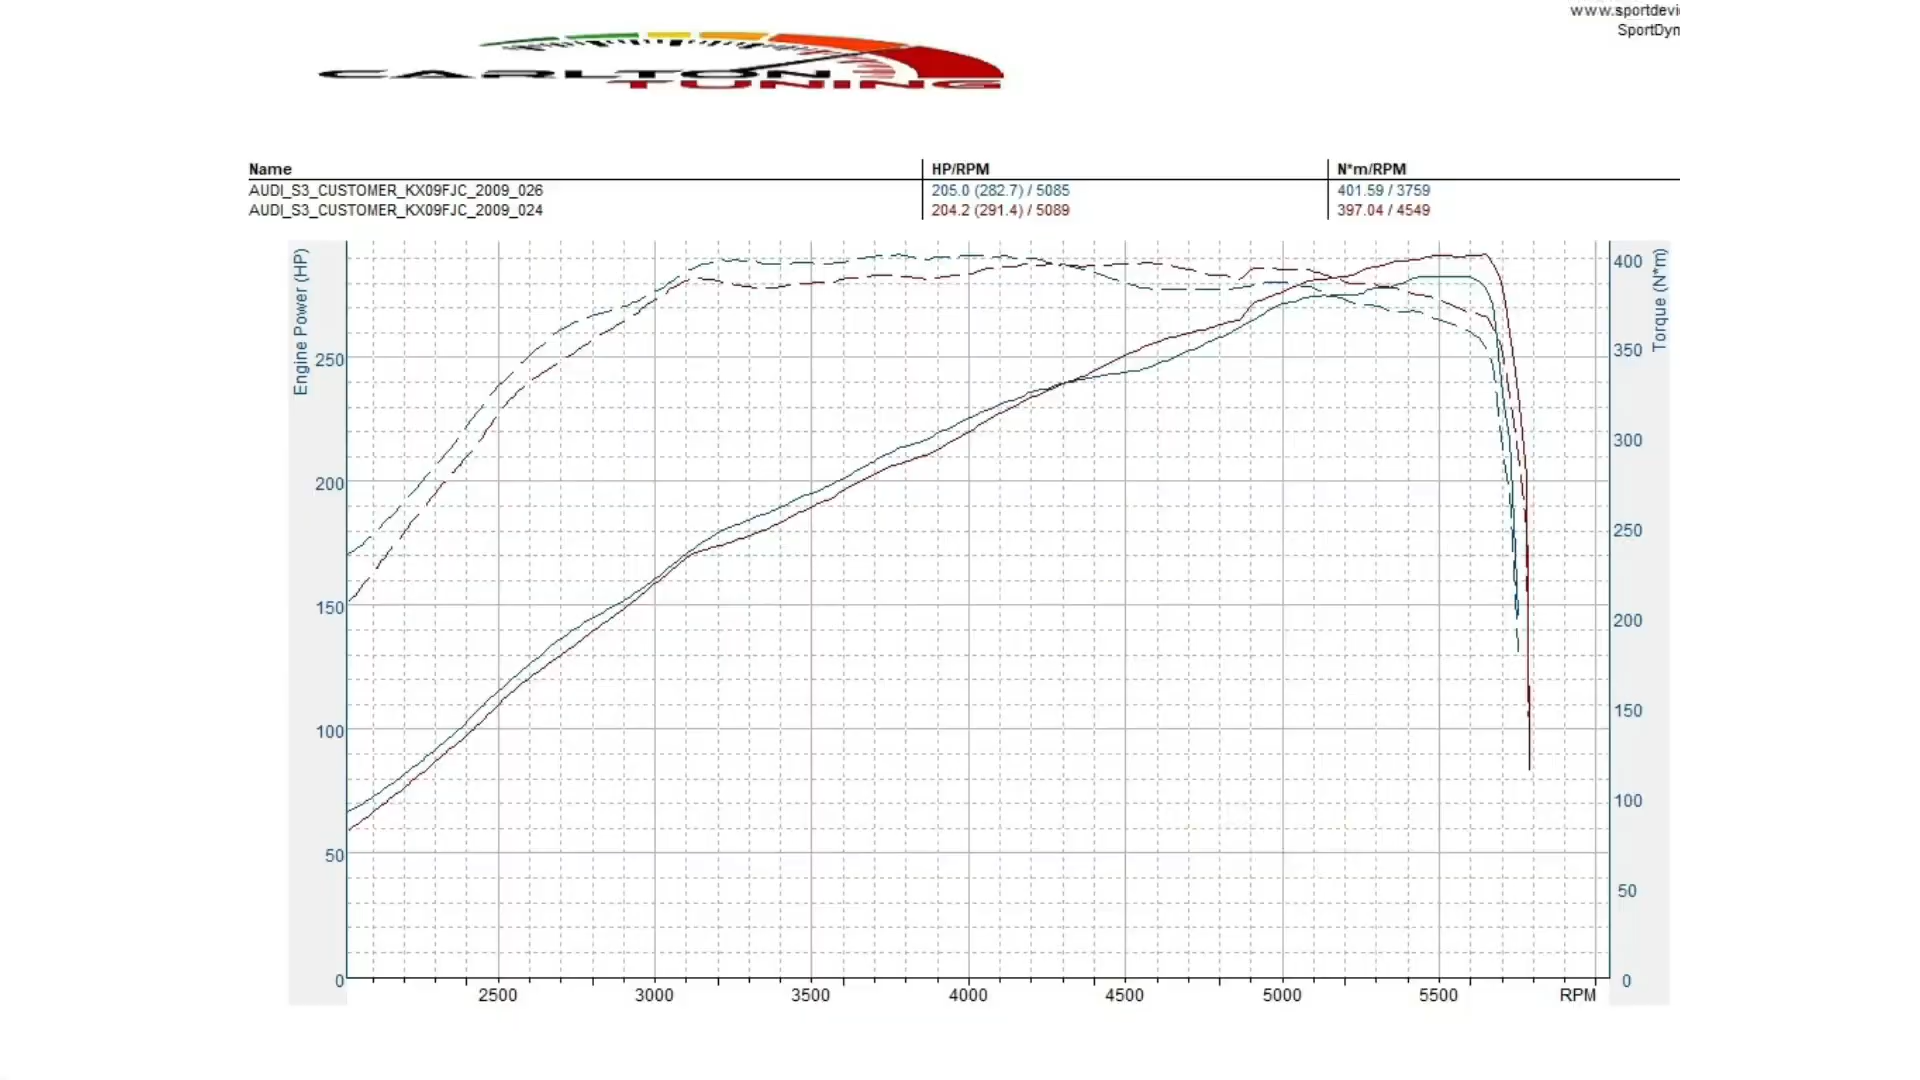 www.sportdevi
SportDyn
CARLTON
TUNING
Name HP/RPM N*m/RPM
AUDI_S3_CUSTOMER_KX09FJC_2009_026 205.0 (282.7) / 5085 401.59 / 3759
AUDI_S3_CUSTOMER_KX09FJC_2009_024 204.2 (291.4) / 5089 397.04 / 4549
Engine Power (HP)
250
200
150
100
50
0
400
350
300
250
200
150
100
50
0
Torque (N*m)
2500 3000 3500 4000 4500 5000 5500 RPM